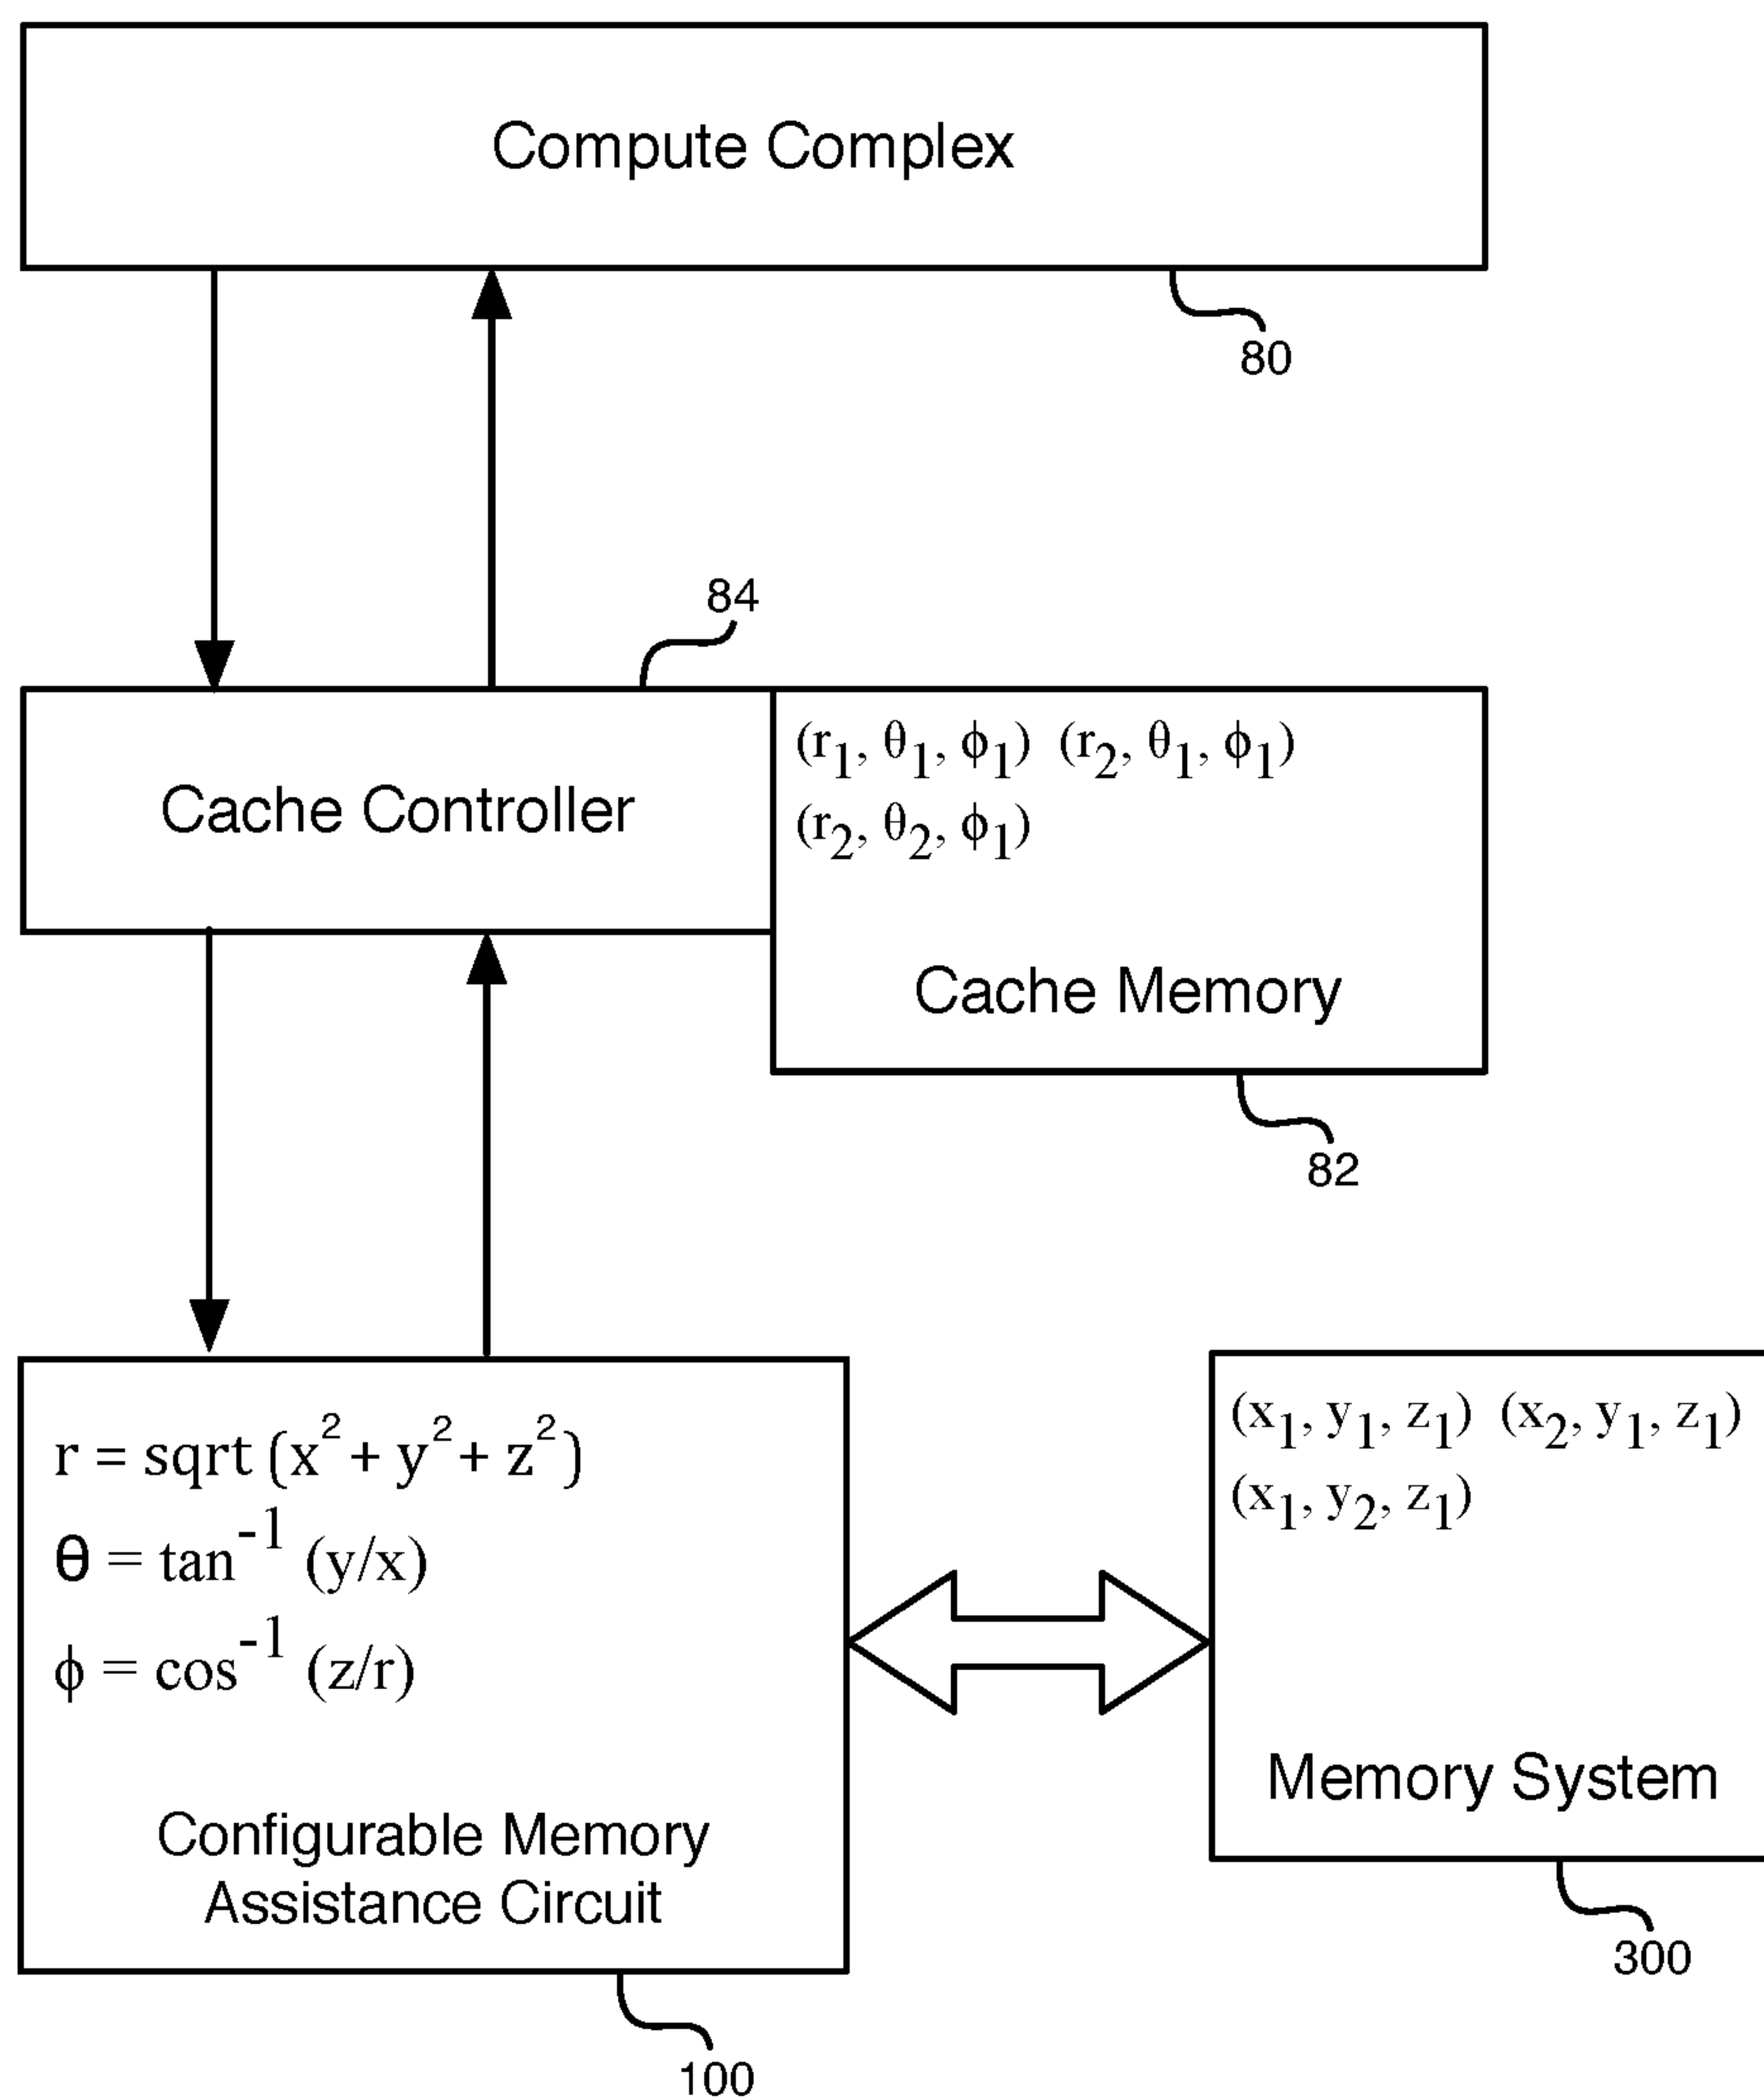 Compute Complex
80
84
Cache Controller
(r₁, θ₁, ϕ₁) (r₂, θ₁, ϕ₁)
(r₂, θ₂, ϕ₁)
Cache Memory
82
r = sqrt (x² + y² + z²)
θ = tan⁻¹ (y/x)
ϕ = cos⁻¹ (z/r)
Configurable Memory
Assistance Circuit
100
(x₁, y₁, z₁) (x₂, y₁, z₁)
(x₁, y₂, z₁)
Memory System
300